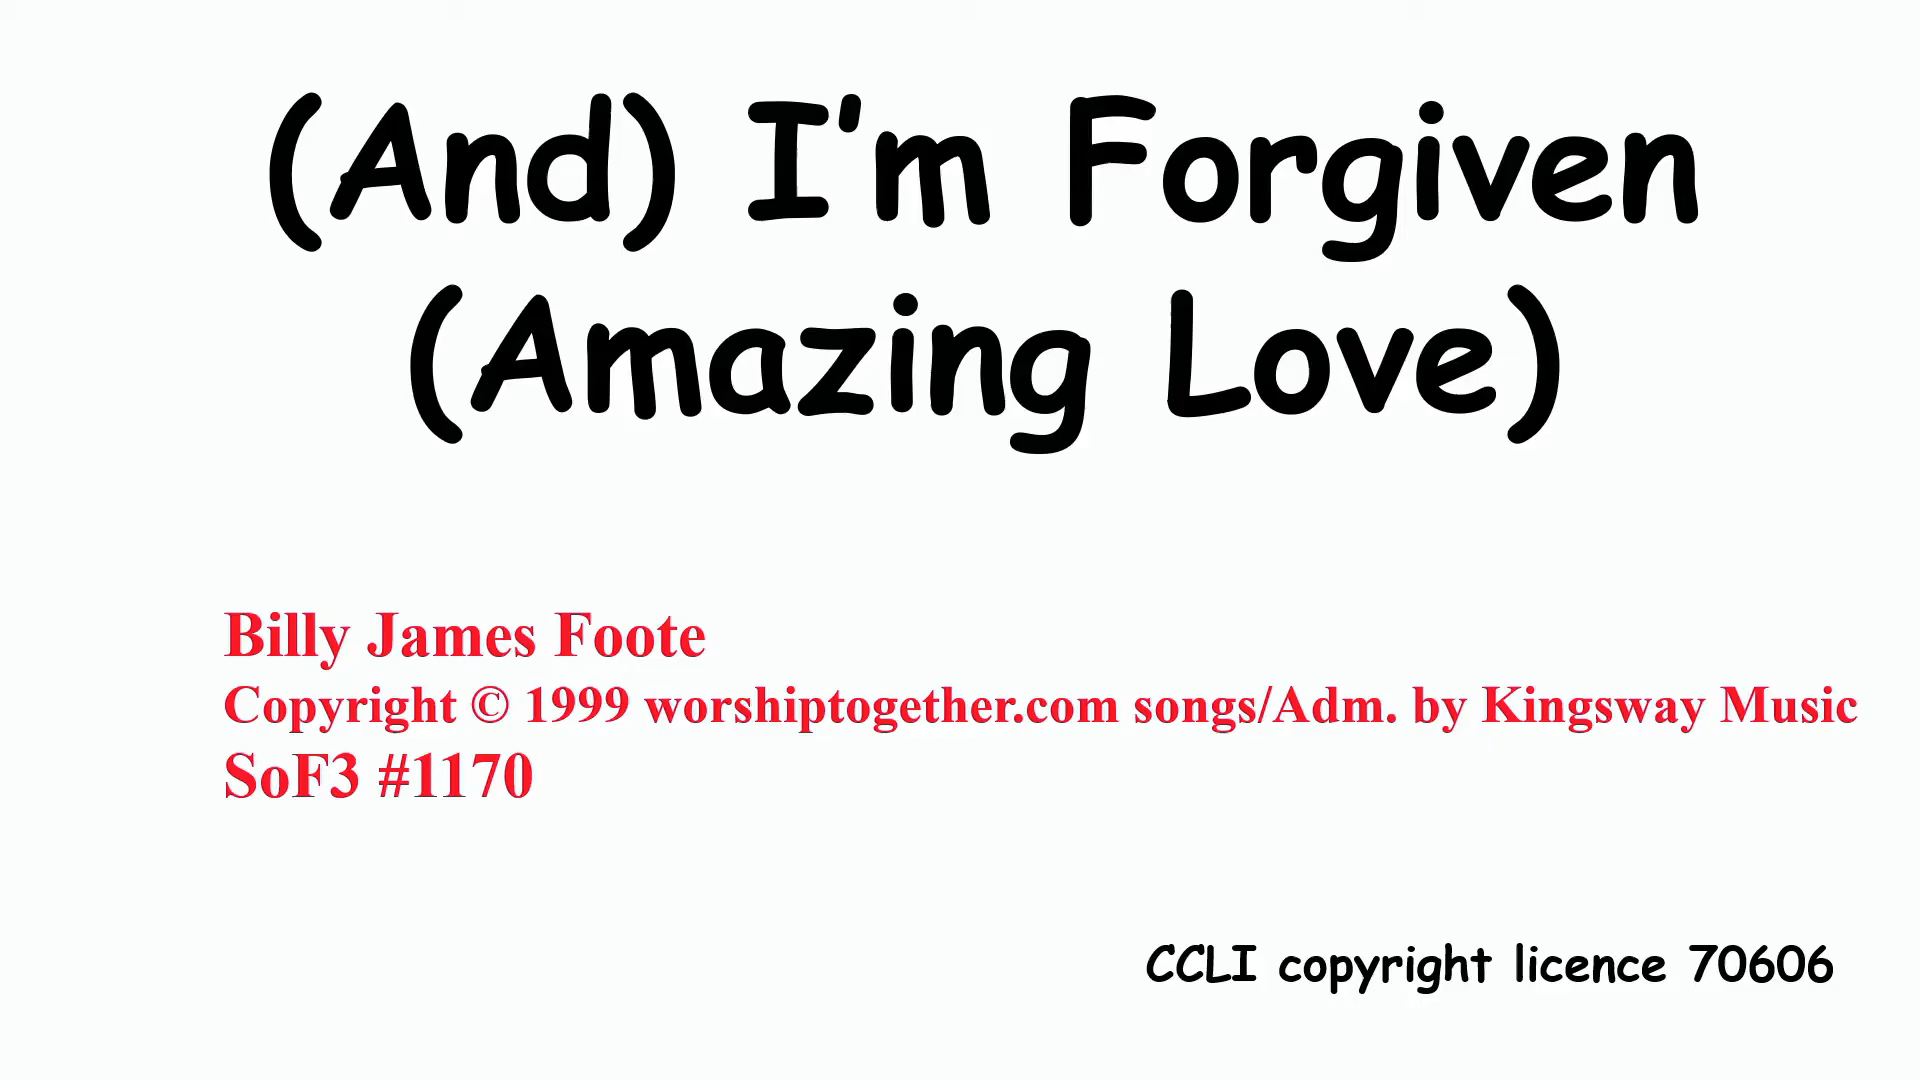 (And) I’m Forgiven
(Amazing Love)
Billy James Foote
Copyright © 1999 worshiptogether.com songs/Adm. by Kingsway Music
SoF3 #1170
CCLI copyright licence 70606